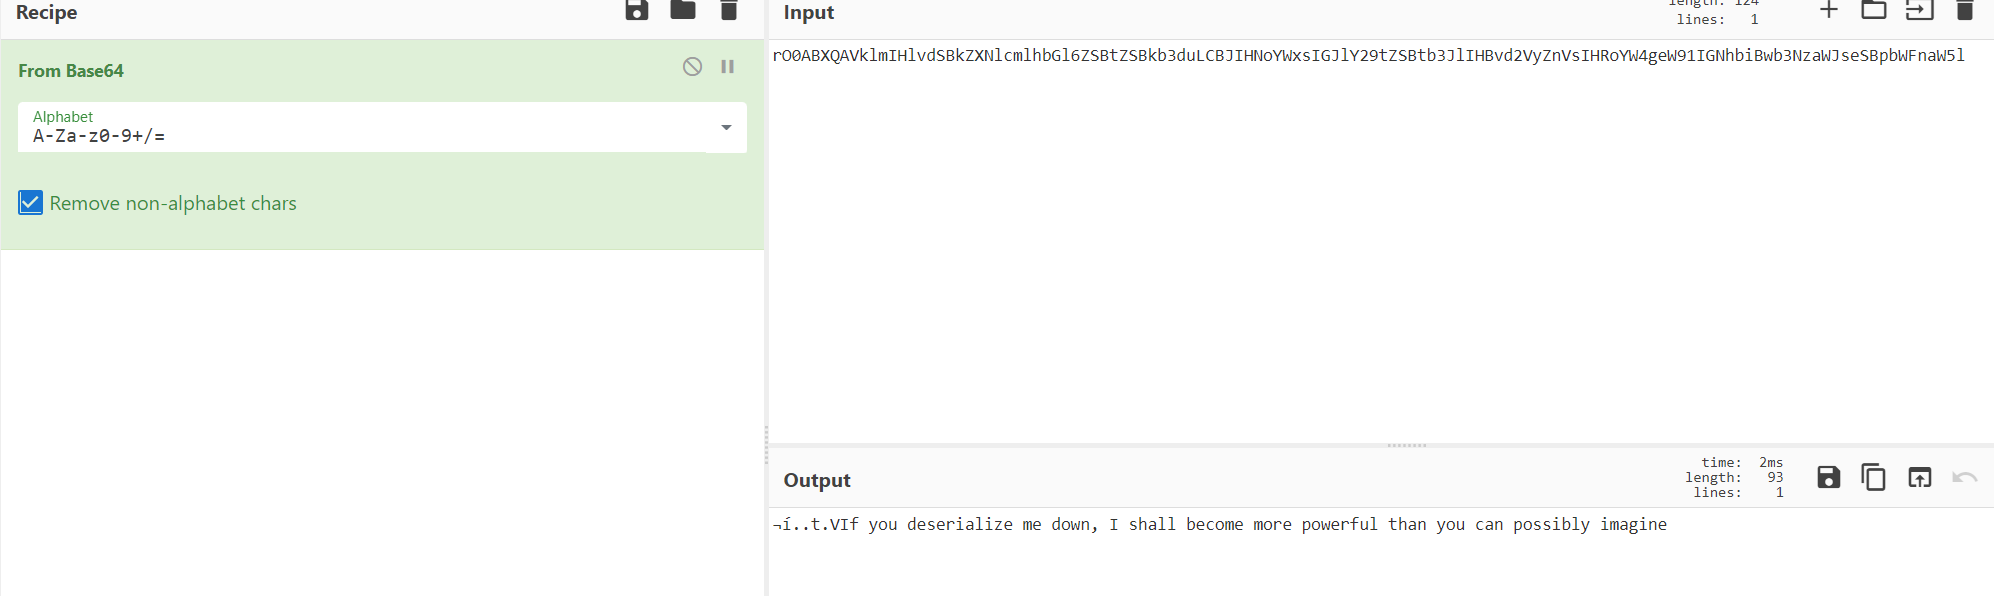 Recipe
From Base64
Alphabet
A-Za-z0-9+/=
Remove non-alphabet chars
Input
length: 124
lines: 1
rO0ABXQAVklmIHlvdSBkZXNlcmlhbGl6ZSBtZSBkb3duLCBJIHNoYWxsIGJlY29tZSBtb3JlIHBvd2VyZnVsIHRoYW4geW91IGNhbiBwb3NzaWJseSBpbWFnaW5l
Output
time: 2ms
length: 93
lines: 1
¬í..t.VIf you deserialize me down, I shall become more powerful than you can possibly imagine